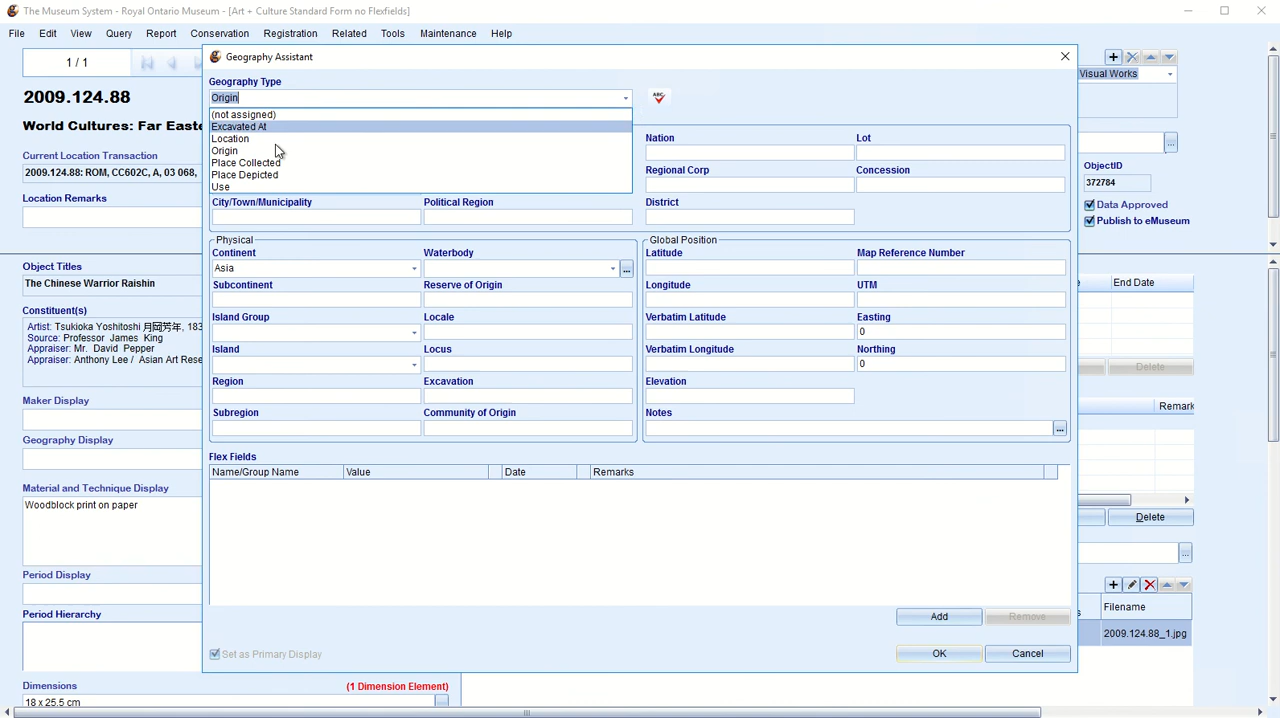 The Museum System - Royal Ontario Museum - [Art + Culture Standard Form no Flexfields]
File Edit View Query Report Conservation Registration Related Tools Maintenance Help
1 / 1
2009.124.88
World Cultures: Far Easte
Current Location Transaction
2009.124.88: ROM, CC602C, A, 03 068,
Location Remarks
Object Titles
The Chinese Warrior Raishin
Constituent(s)
Artist: Tsukioka Yoshitoshi 月岡芳年, 183
Source: Professor James King
Appraiser: Mr. David Pepper
Appraiser: Anthony Lee / Asian Art Rese
Maker Display
Geography Display
Material and Technique Display
Woodblock print on paper
Period Display
Period Hierarchy
Dimensions
(1 Dimension Element)
18 x 25.5 cm
Geography Assistant
Geography Type
Origin
ABC
(not assigned)
Excavated At
Location
Origin
Place Collected
Place Depicted
Use
Nation Lot
Regional Corp Concession
City/Town/Municipality Political Region District
Physical
Continent Waterbody
Asia
...
Subcontinent Reserve of Origin
Island Group Locale
Island Locus
Region Excavation
Subregion Community of Origin
Global Position
Latitude Map Reference Number
Longitude UTM
Verbatim Latitude Easting
0
Verbatim Longitude Northing
0
Elevation
Notes
...
Flex Fields
Name/Group Name Value Date Remarks
Add Remove
Set as Primary Display
OK Cancel
Visual Works
...
ObjectID
372784
Data Approved
Publish to eMuseum
End Date
Delete
Remark
Delete
...
Filename
2009.124.88_1.jpg